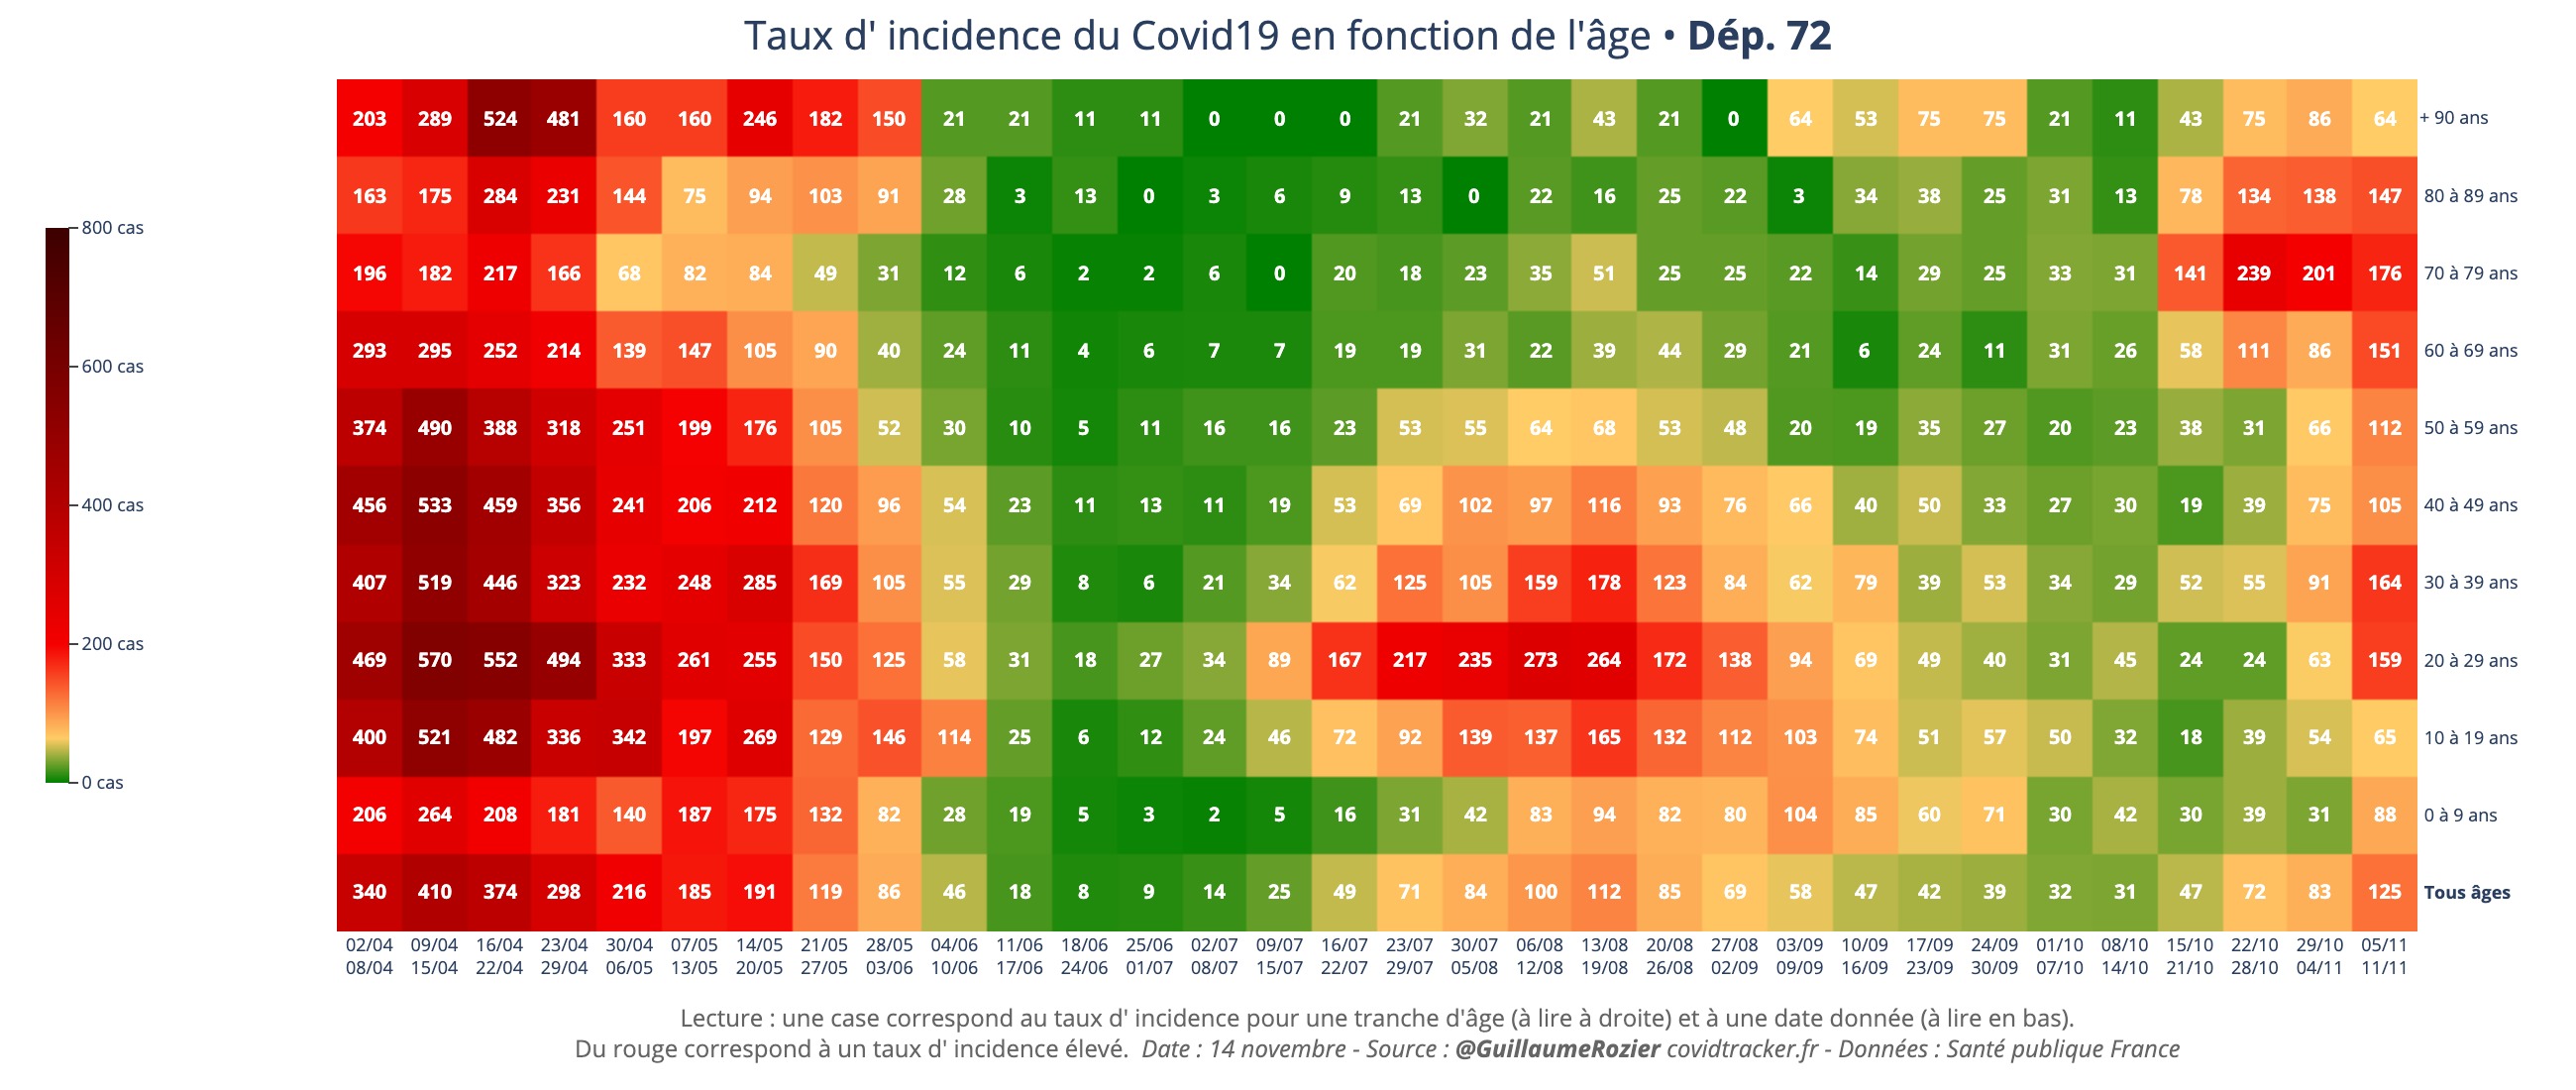 Taux d' incidence du Covid19 en fonction de l'âge • Dép. 72
203 289 524 481 160 160 246 182 150 21 21 11 11 0 0 0 21 32 21 43 21 0 64 53 75 75 21 11 43 75 86 64 + 90 ans
163 175 284 231 144 75 94 103 91 28 3 13 0 3 6 9 13 0 22 16 25 22 3 34 38 25 31 13 78 134 138 147 80 à 89 ans
196 182 217 166 68 82 84 49 31 12 6 2 2 6 0 20 18 23 35 51 25 25 22 14 29 25 33 31 141 239 201 176 70 à 79 ans
293 295 252 214 139 147 105 90 40 24 11 4 6 7 7 19 19 31 22 39 44 29 21 6 24 11 31 26 58 111 86 151 60 à 69 ans
374 490 388 318 251 199 176 105 52 30 10 5 11 16 16 23 53 55 64 68 53 48 20 19 35 27 20 23 38 31 66 112 50 à 59 ans
456 533 459 356 241 206 212 120 96 54 23 11 13 11 19 53 69 102 97 116 93 76 66 40 50 33 27 30 19 39 75 105 40 à 49 ans
407 519 446 323 232 248 285 169 105 55 29 8 6 21 34 62 125 105 159 178 123 84 62 79 39 53 34 29 52 55 91 164 30 à 39 ans
469 570 552 494 333 261 255 150 125 58 31 18 27 34 89 167 217 235 273 264 172 138 94 69 49 40 31 45 24 24 63 159 20 à 29 ans
400 521 482 336 342 197 269 129 146 114 25 6 12 24 46 72 92 139 137 165 132 112 103 74 51 57 50 32 18 39 54 65 10 à 19 ans
206 264 208 181 140 187 175 132 82 28 19 5 3 2 5 16 31 42 83 94 82 80 104 85 60 71 30 42 30 39 31 88 0 à 9 ans
340 410 374 298 216 185 191 119 86 46 18 8 9 14 25 49 71 84 100 112 85 69 58 47 42 39 32 31 47 72 83 125 Tous âges
02/04 09/04 16/04 23/04 30/04 07/05 14/05 21/05 28/05 04/06 11/06 18/06 25/06 02/07 09/07 16/07 23/07 30/07 06/08 13/08 20/08 27/08 03/09 10/09 17/09 24/09 01/10 08/10 15/10 22/10 29/10 05/11
08/04 15/04 22/04 29/04 06/05 13/05 20/05 27/05 03/06 10/06 17/06 24/06 01/07 08/07 15/07 22/07 29/07 05/08 12/08 19/08 26/08 02/09 09/09 16/09 23/09 30/09 07/10 14/10 21/10 28/10 04/11 11/11
800 cas
600 cas
400 cas
200 cas
0 cas
Lecture : une case correspond au taux d' incidence pour une tranche d'âge (à lire à droite) et à une date donnée (à lire en bas).
Du rouge correspond à un taux d' incidence élevé. Date : 14 novembre - Source : @GuillaumeRozier covidtracker.fr - Données : Santé publique France